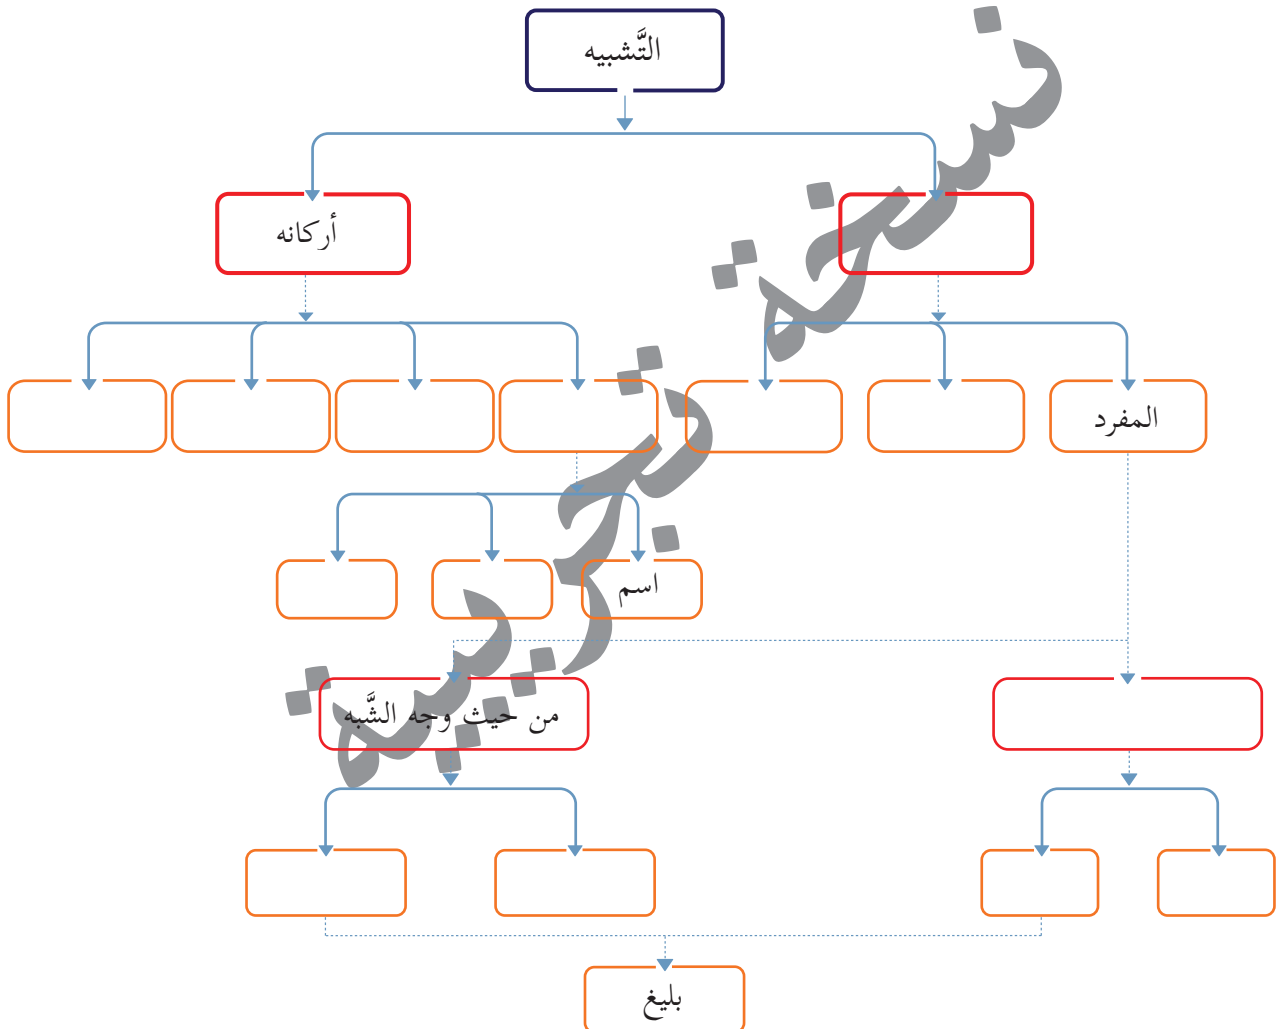 التَّشبيه
أركانه
المفرد
اسم
من حيث وجه الشَّبه
بليغ
نسخة تجريبية